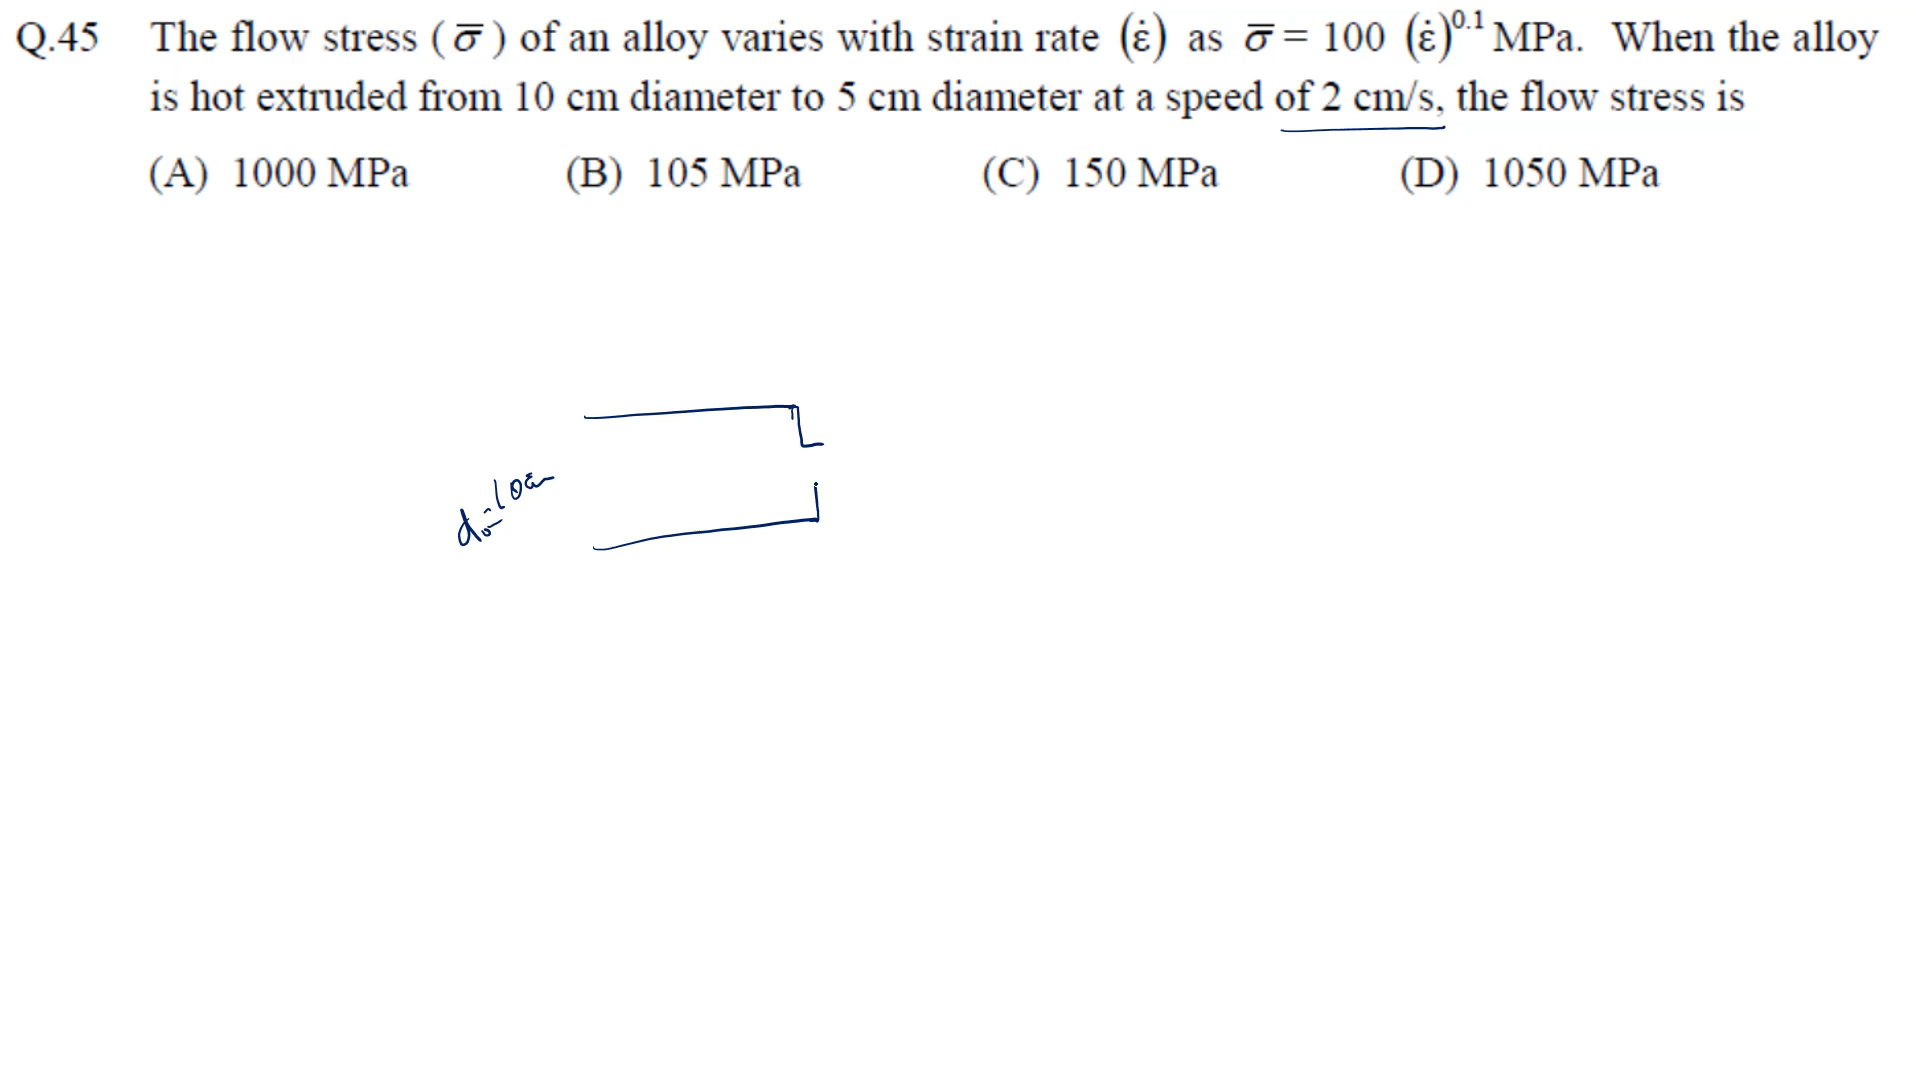 Q.45 The flow stress ( σ̅ ) of an alloy varies with strain rate (ε̇) as σ̅ = 100 (ε̇)^0.1 MPa. When the alloy
is hot extruded from 10 cm diameter to 5 cm diameter at a speed of 2 cm/s, the flow stress is
(A) 1000 MPa (B) 105 MPa (C) 150 MPa (D) 1050 MPa
d₀=10cm